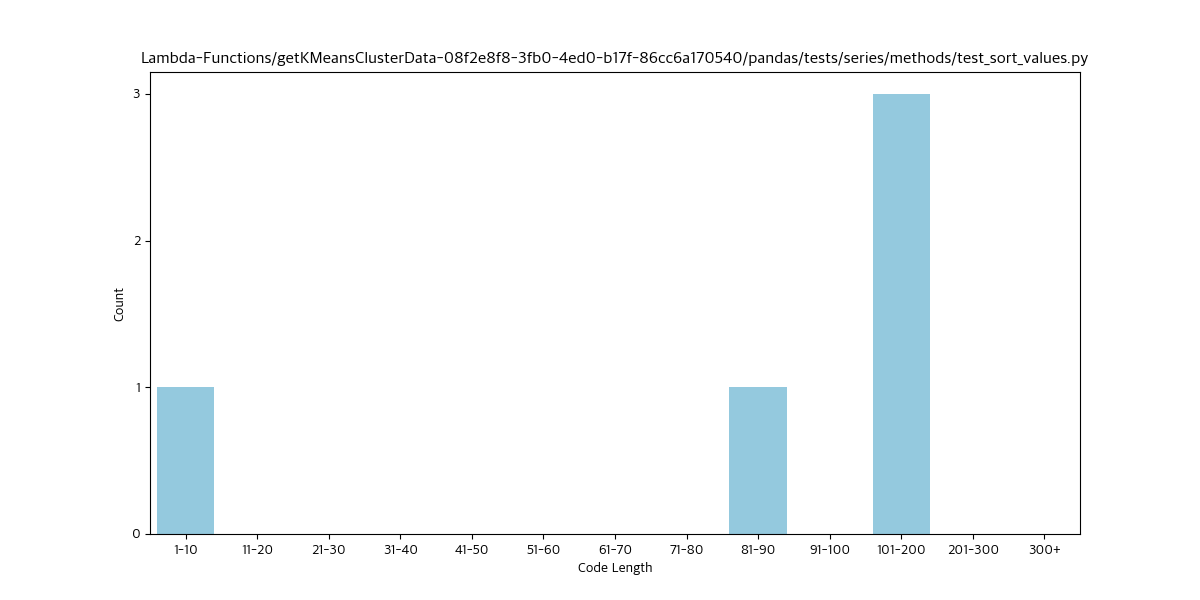 Lambda-Functions/getKMeansClusterData-08f2e8f8-3fb0-4ed0-b17f-86cc6a170540/pandas/tests/series/methods/test_sort_values.py
3
2
1
0
Count
1-10 11-20 21-30 31-40 41-50 51-60 61-70 71-80 81-90 91-100 101-200 201-300 300+
Code Length